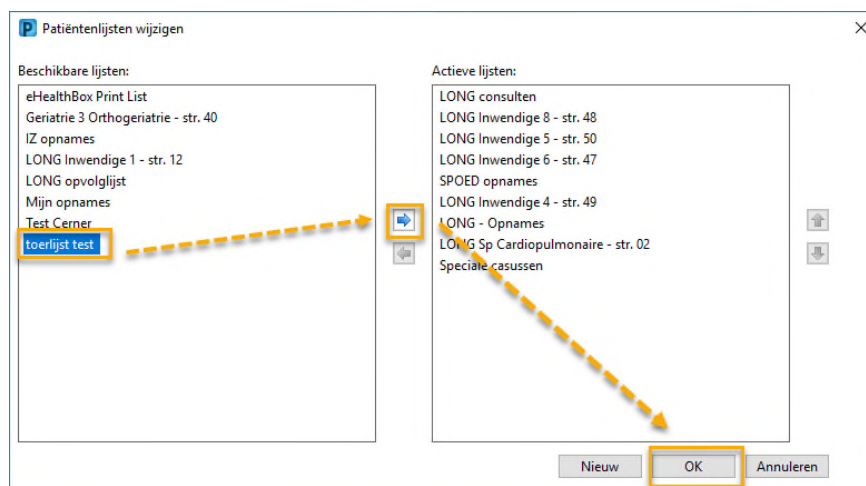 Patiëntenlijsten wijzigen
Beschikbare lijsten:
eHealthBox Print List
Geriatrie 3 Orthogeriatrie - str. 40
IZ opnames
LONG Inwendige 1 - str. 12
LONG opvolglijst
Mijn opnames
Test Cerner
toerlijst test
Actieve lijsten:
LONG consulten
LONG Inwendige 8 - str. 48
LONG Inwendige 5 - str. 50
LONG Inwendige 6 - str. 47
SPOED opnames
LONG Inwendige 4 - str. 49
LONG - Opnames
LONG Sp Cardiopulmonaire - str. 02
Speciale casussen
Nieuw
OK
Annuleren